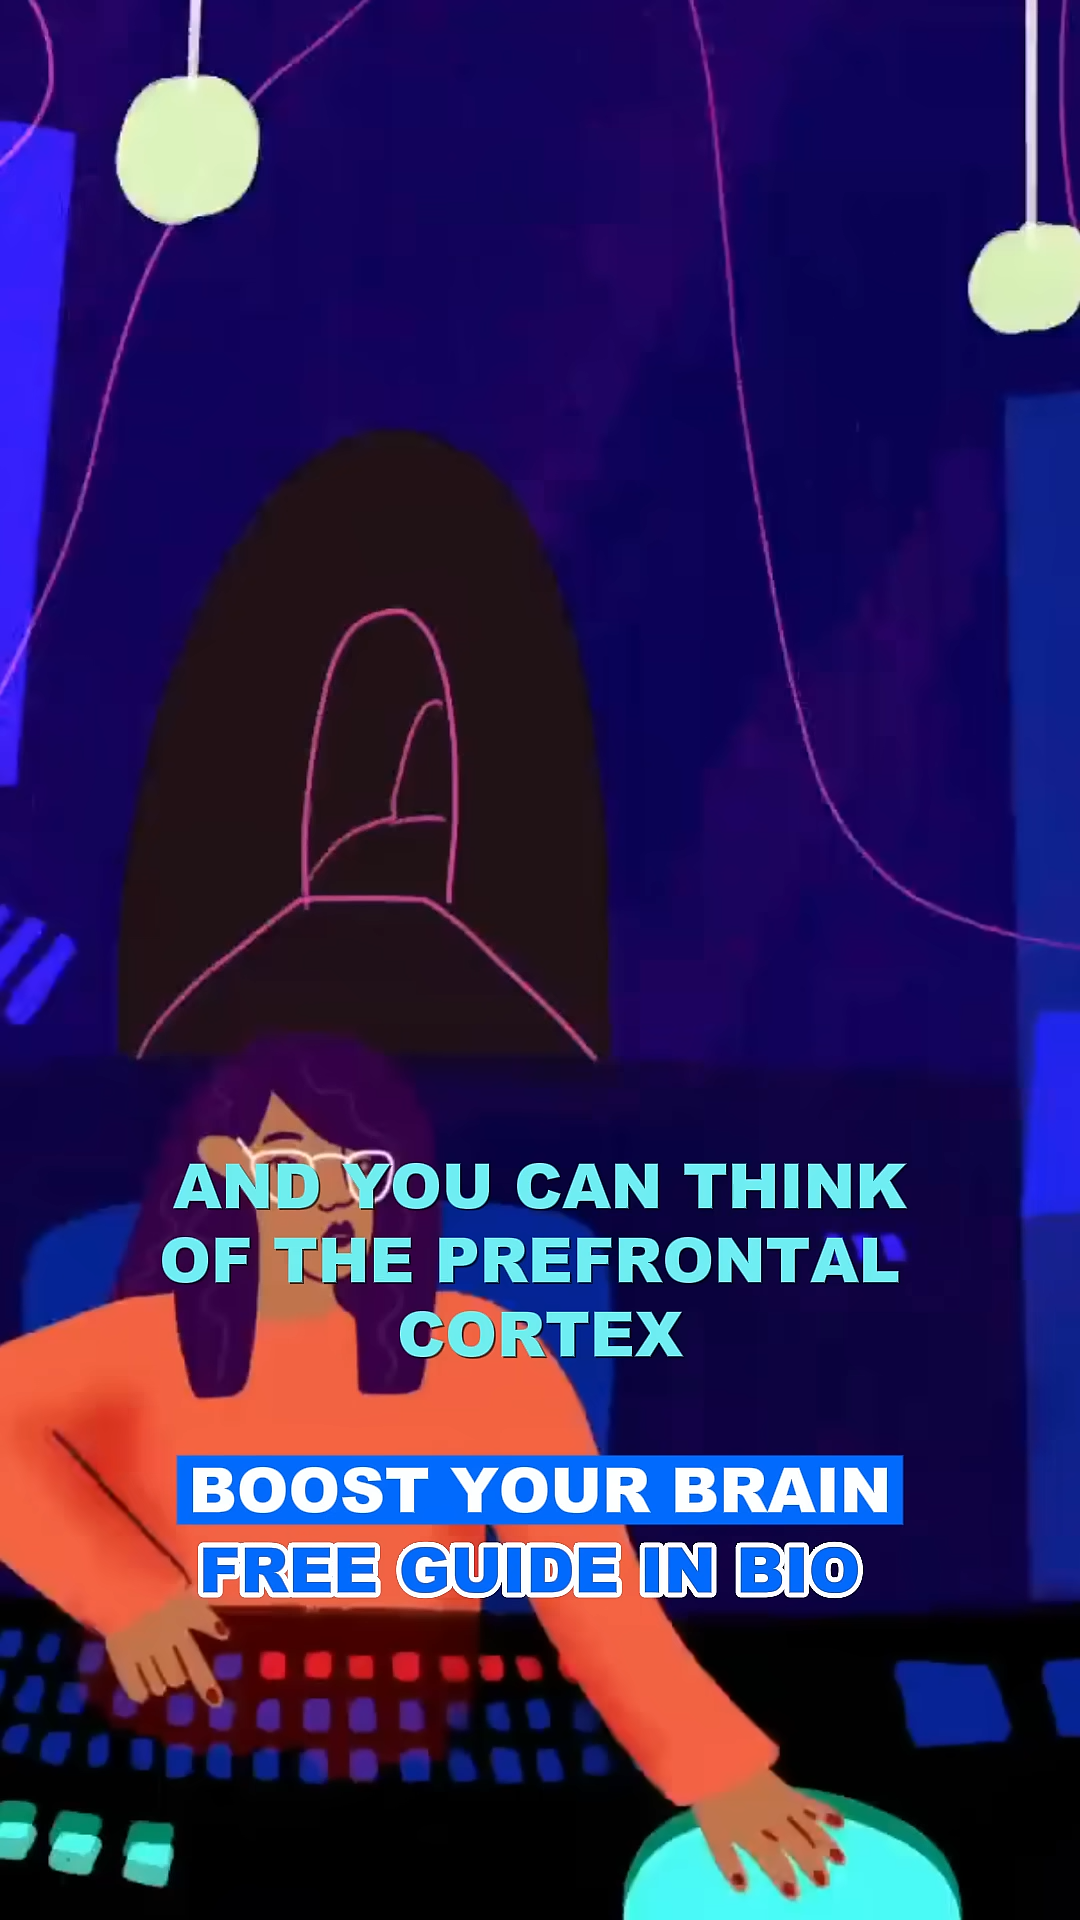 AND YOU CAN THINK
OF THE PREFRONTAL
CORTEX
BOOST YOUR BRAIN
FREE GUIDE IN BIO